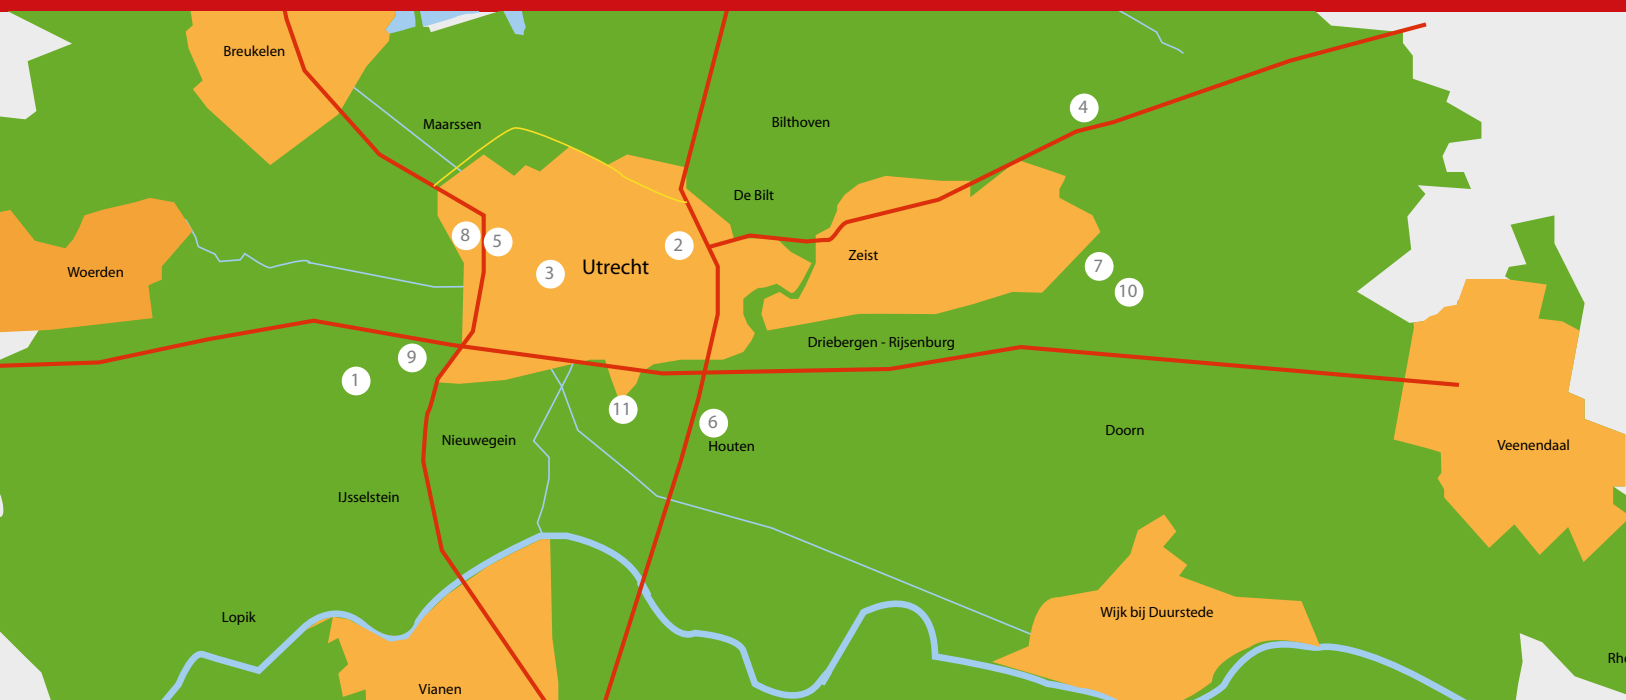 Breukelen
4
Bilthoven
Maarssen
De Bilt
8
5
2
Zeist
Utrecht
7
Woerden
3
10
Driebergen - Rijsenburg
9
1
11
6
Doorn
Nieuwegein
Houten
Veenendaal
IJsselstein
Wijk bij Duurstede
Lopik
Rhe
Vianen